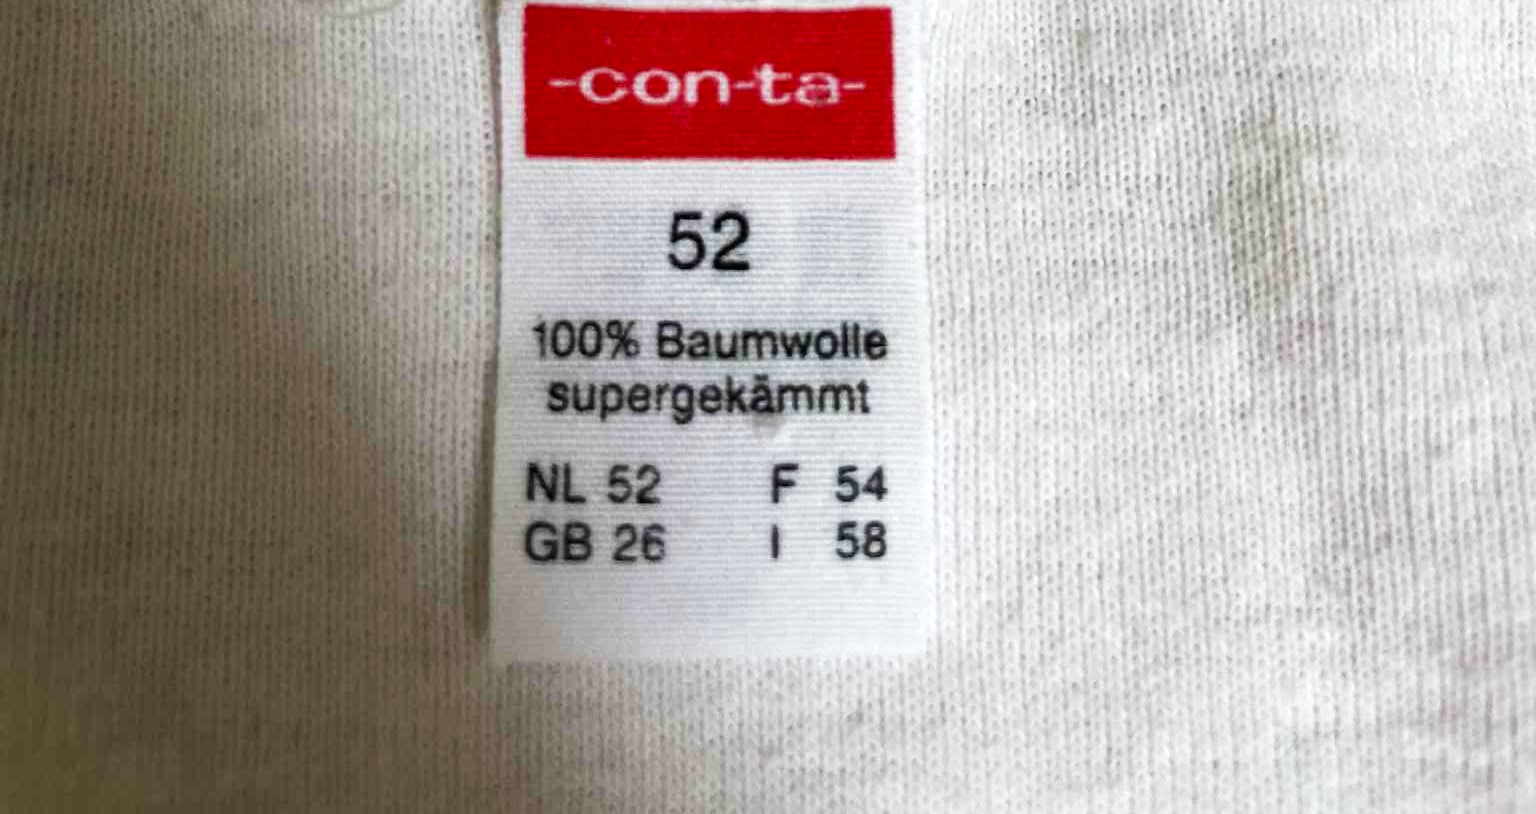 -con-ta-
52
100% Baumwolle
supergekämmt
NL 52 F 54
GB 26 I 58